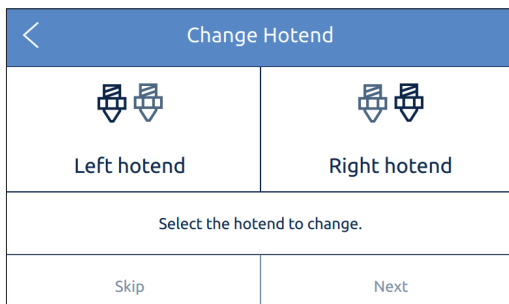 Change Hotend
Left hotend
Right hotend
Select the hotend to change.
Skip
Next